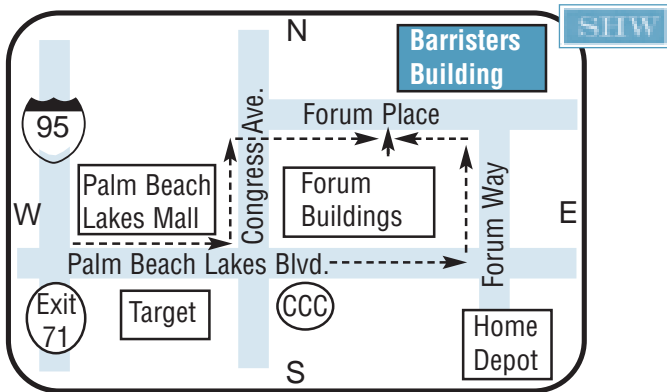 N
SHW
Barristers
Building
95
Forum Place
Congress Ave.
Palm Beach
Lakes Mall
Forum
Buildings
Forum Way
W
E
Palm Beach Lakes Blvd.
Exit
71
Target
CCC
Home
Depot
S